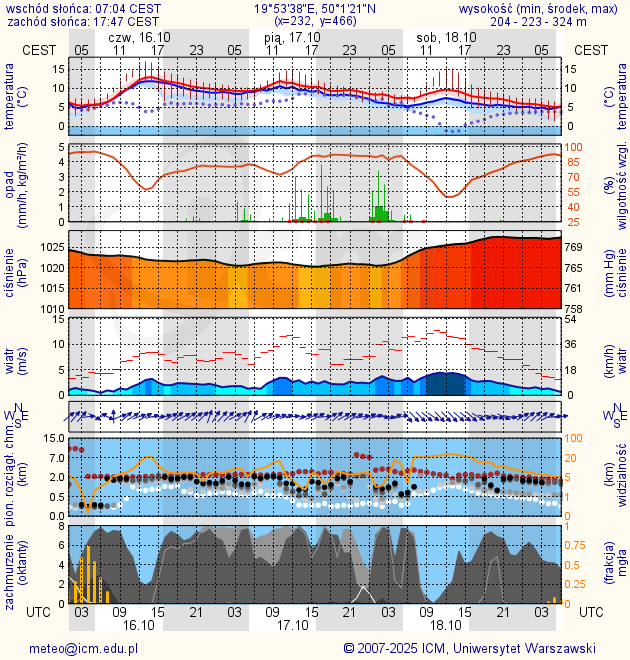 wschód słońca: 07:04 CEST 19°53'38"E, 50°1'21"N wysokość (min, środek, max)
zachód słońca: 17:47 CEST (x=232, y=466) 204 - 223 - 324 m
czw, 16.10 pią, 17.10 sob, 18.10
CEST 05 11 17 23 05 11 17 23 05 11 17 23 05 CEST
temperatura (°C) 15 10 5 0 15 10 5 0 temperatura (°C)
opad (mm/h, kg/m²/h) 5 4 3 2 1 0 100 85 70 55 40 25 (%) wilgotność wzgl.
ciśnienie (hPa) 1025 1020 1015 1010 769 765 761 758 (mm Hg) ciśnienie
wiatr (m/s) 15 10 5 0 54 36 18 0 (km/h) wiatr
N W E S N W E S
pion. rozciągł. chm. (km) 15.0 6.0 2.0 0.5 0.0 100 20 5 1 0 (km) widzialność
zachmurzenie (oktanty) 8 6 4 2 0 1 0.75 0.5 0.25 0 (frakcja) mgła
UTC 03 09 15 21 03 09 15 21 03 09 15 21 03 UTC
16.10 17.10 18.10
meteo@icm.edu.pl © 2007-2025 ICM, Uniwersytet Warszawski